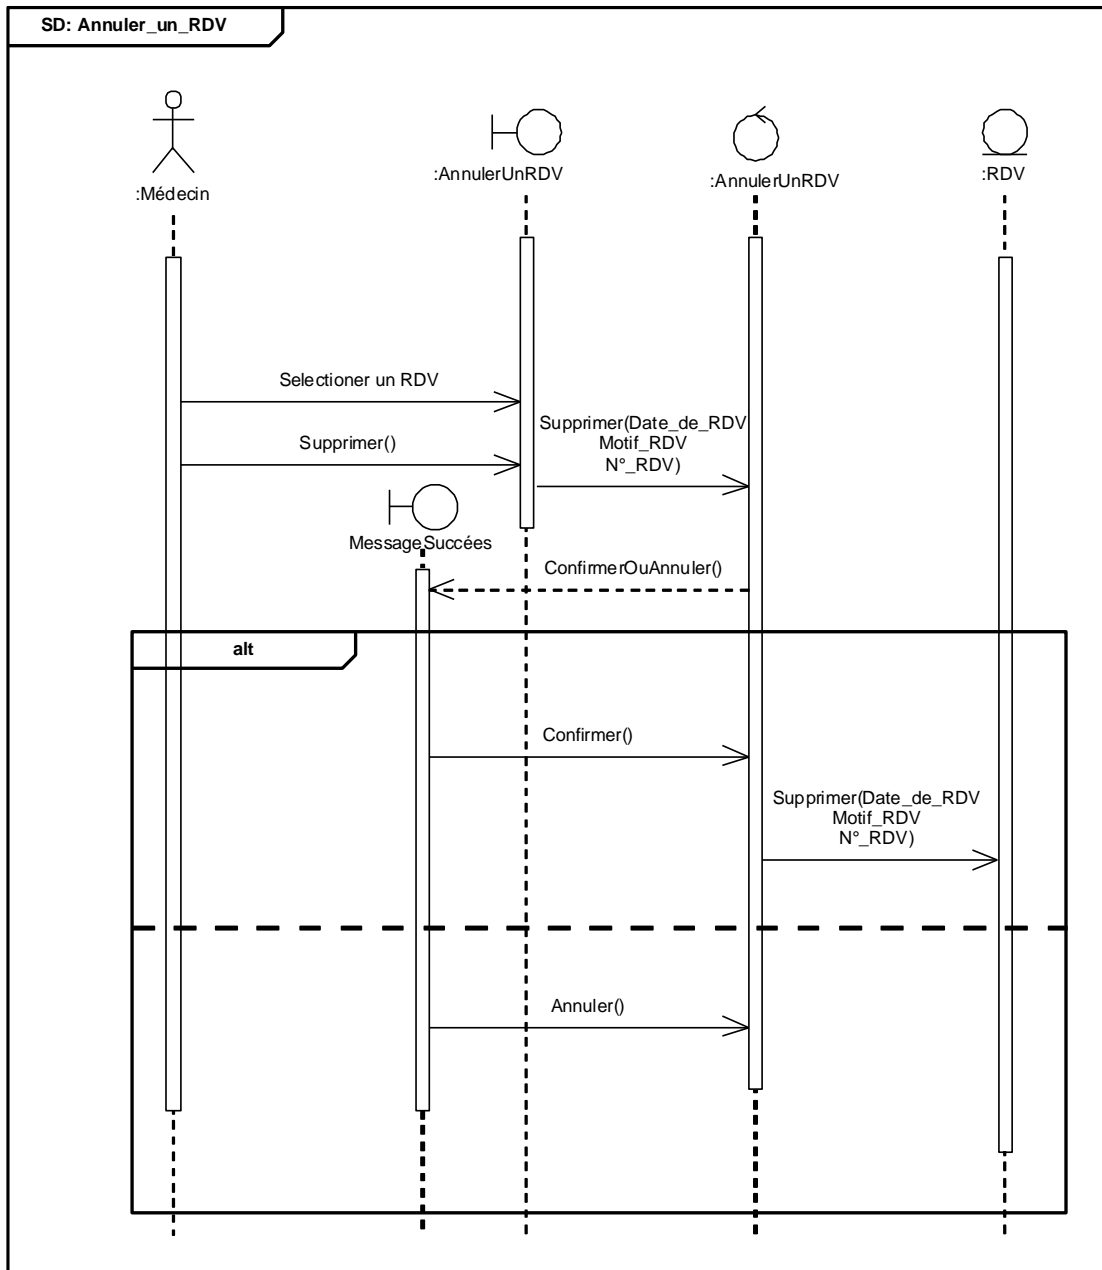 SD: Annuler_un_RDV
:Médecin
:AnnulerUnRDV
:AnnulerUnRDV
:RDV
Selectioner un RDV
Supprimer()
Supprimer(Date_de_RDV
Motif_RDV
N°_RDV)
MessageSuccées
ConfirmerOuAnnuler()
alt
Confirmer()
Supprimer(Date_de_RDV
Motif_RDV
N°_RDV)
Annuler()